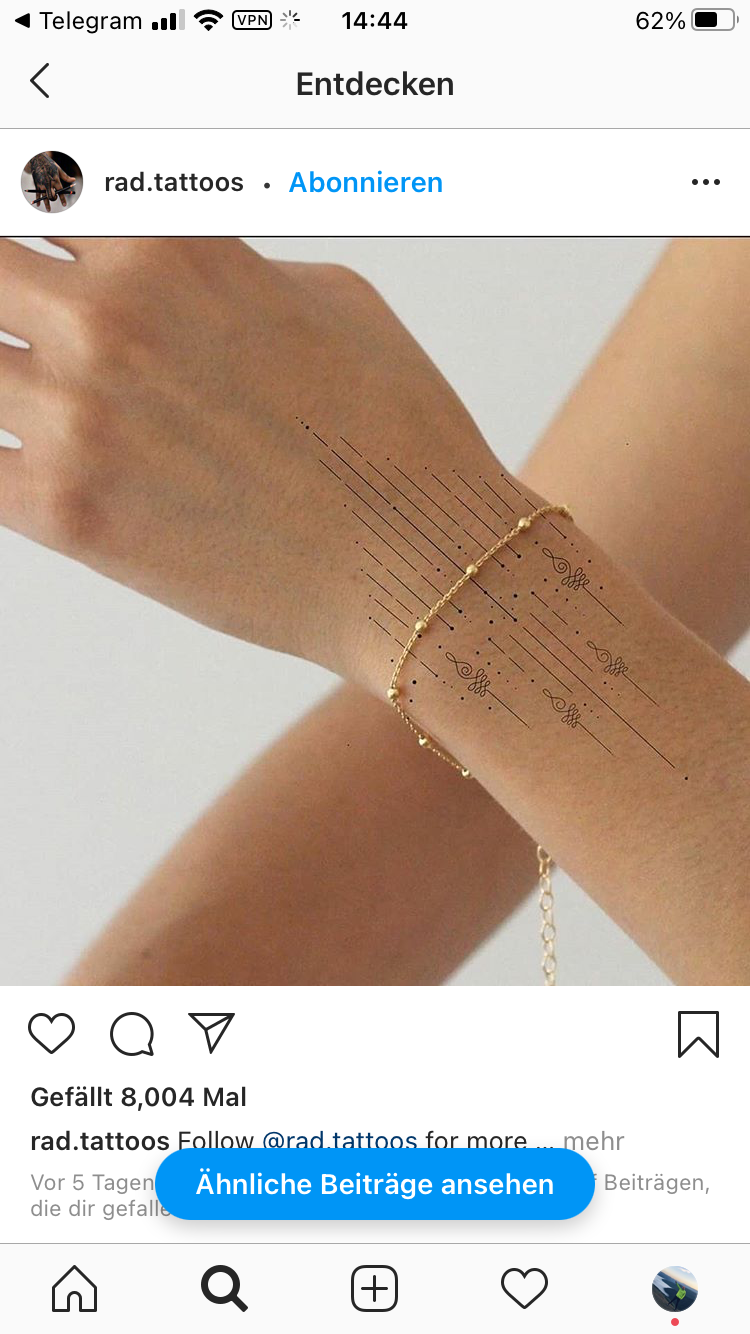 Telegram VPN 14:44 62%
Entdecken
rad.tattoos • Abonnieren
Gefällt 8,004 Mal
rad.tattoos Follow @rad.tattoos for more ... mehr
Vor 5 Tagen Beiträgen,
Ähnliche Beiträge ansehen
die dir